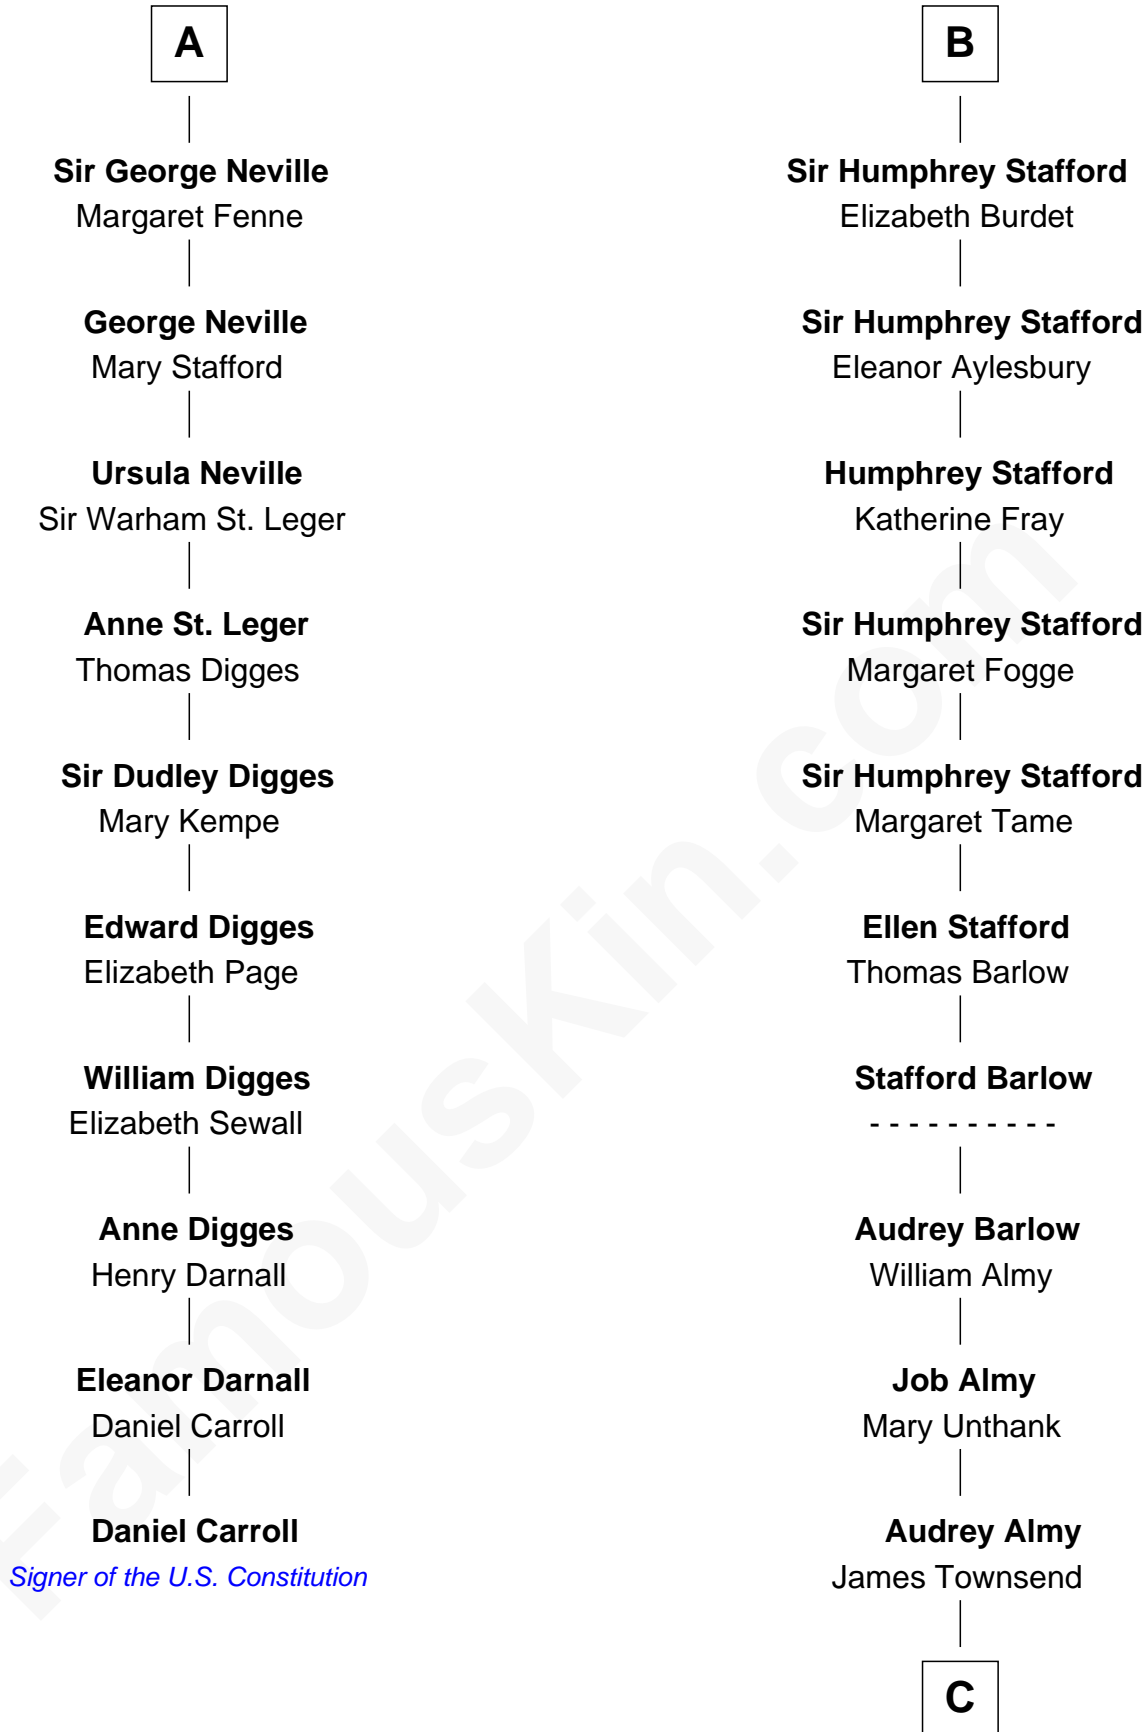 A
Sir George Neville
Margaret Fenne
George Neville
Mary Stafford
Ursula Neville
Sir Warham St. Leger
Anne St. Leger
Thomas Digges
Sir Dudley Digges
Mary Kempe
Edward Digges
Elizabeth Page
William Digges
Elizabeth Sewall
Anne Digges
Henry Darnall
Eleanor Darnall
Daniel Carroll
Daniel Carroll
Signer of the U.S. Constitution
B
Sir Humphrey Stafford
Elizabeth Burdet
Sir Humphrey Stafford
Eleanor Aylesbury
Humphrey Stafford
Katherine Fray
Sir Humphrey Stafford
Margaret Fogge
Sir Humphrey Stafford
Margaret Tame
Ellen Stafford
Thomas Barlow
Stafford Barlow
- - - - - - - - - -
Audrey Barlow
William Almy
Job Almy
Mary Unthank
Audrey Almy
James Townsend
C
FamousKin.com